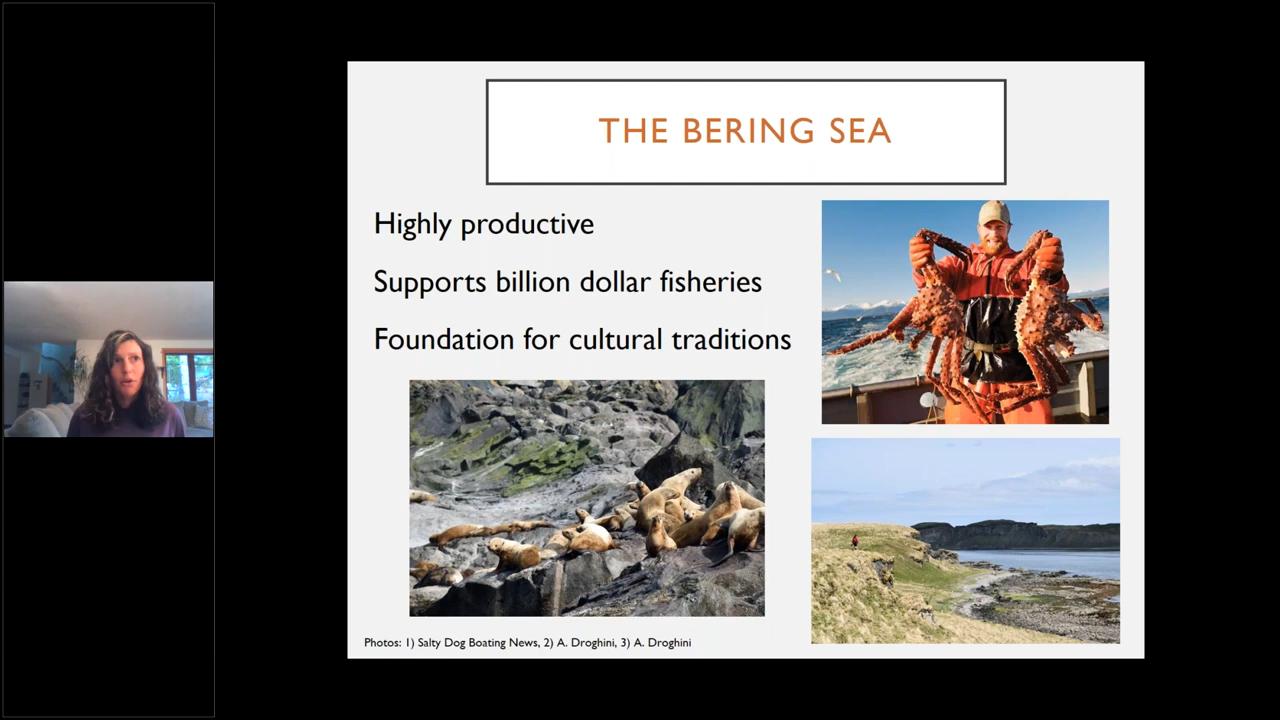 THE BERING SEA
Highly productive
Supports billion dollar fisheries
Foundation for cultural traditions
Photos: 1) Salty Dog Boating News, 2) A. Droghini, 3) A. Droghini